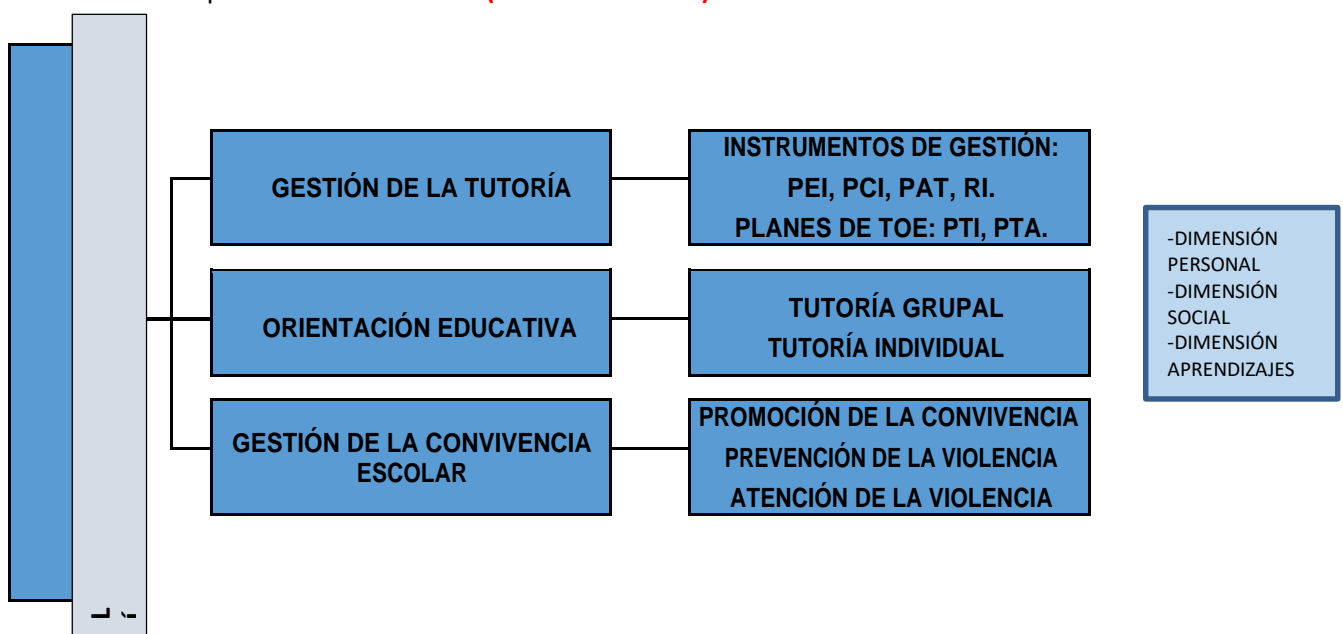 GESTIÓN DE LA TUTORÍA
INSTRUMENTOS DE GESTIÓN:
PEI, PCI, PAT, RI.
PLANES DE TOE: PTI, PTA.
ORIENTACIÓN EDUCATIVA
TUTORÍA GRUPAL
TUTORÍA INDIVIDUAL
GESTIÓN DE LA CONVIVENCIA
ESCOLAR
PROMOCIÓN DE LA CONVIVENCIA
PREVENCIÓN DE LA VIOLENCIA
ATENCIÓN DE LA VIOLENCIA
-DIMENSIÓN
PERSONAL
-DIMENSIÓN
SOCIAL
-DIMENSIÓN
APRENDIZAJES